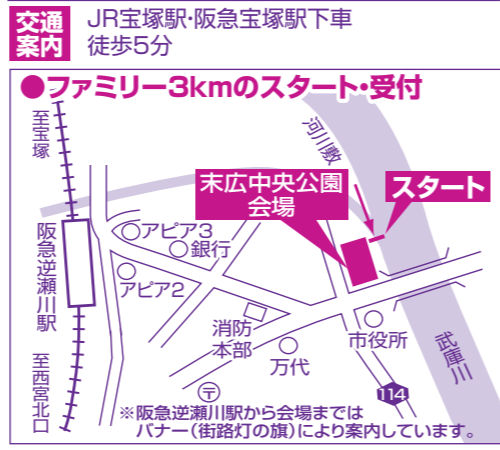 交通
案内
JR宝塚駅・阪急宝塚駅下車
徒歩5分
●ファミリー3kmのスタート・受付
至宝塚
河川敷
末広中央公園
会場
スタート
アピア3
銀行
阪急逆瀬川駅
アピア2
消防
本部
万代
市役所
武庫川
至西宮北口
〒
114
※阪急逆瀬川駅から会場までは
バナー(街路灯の旗)により案内しています。